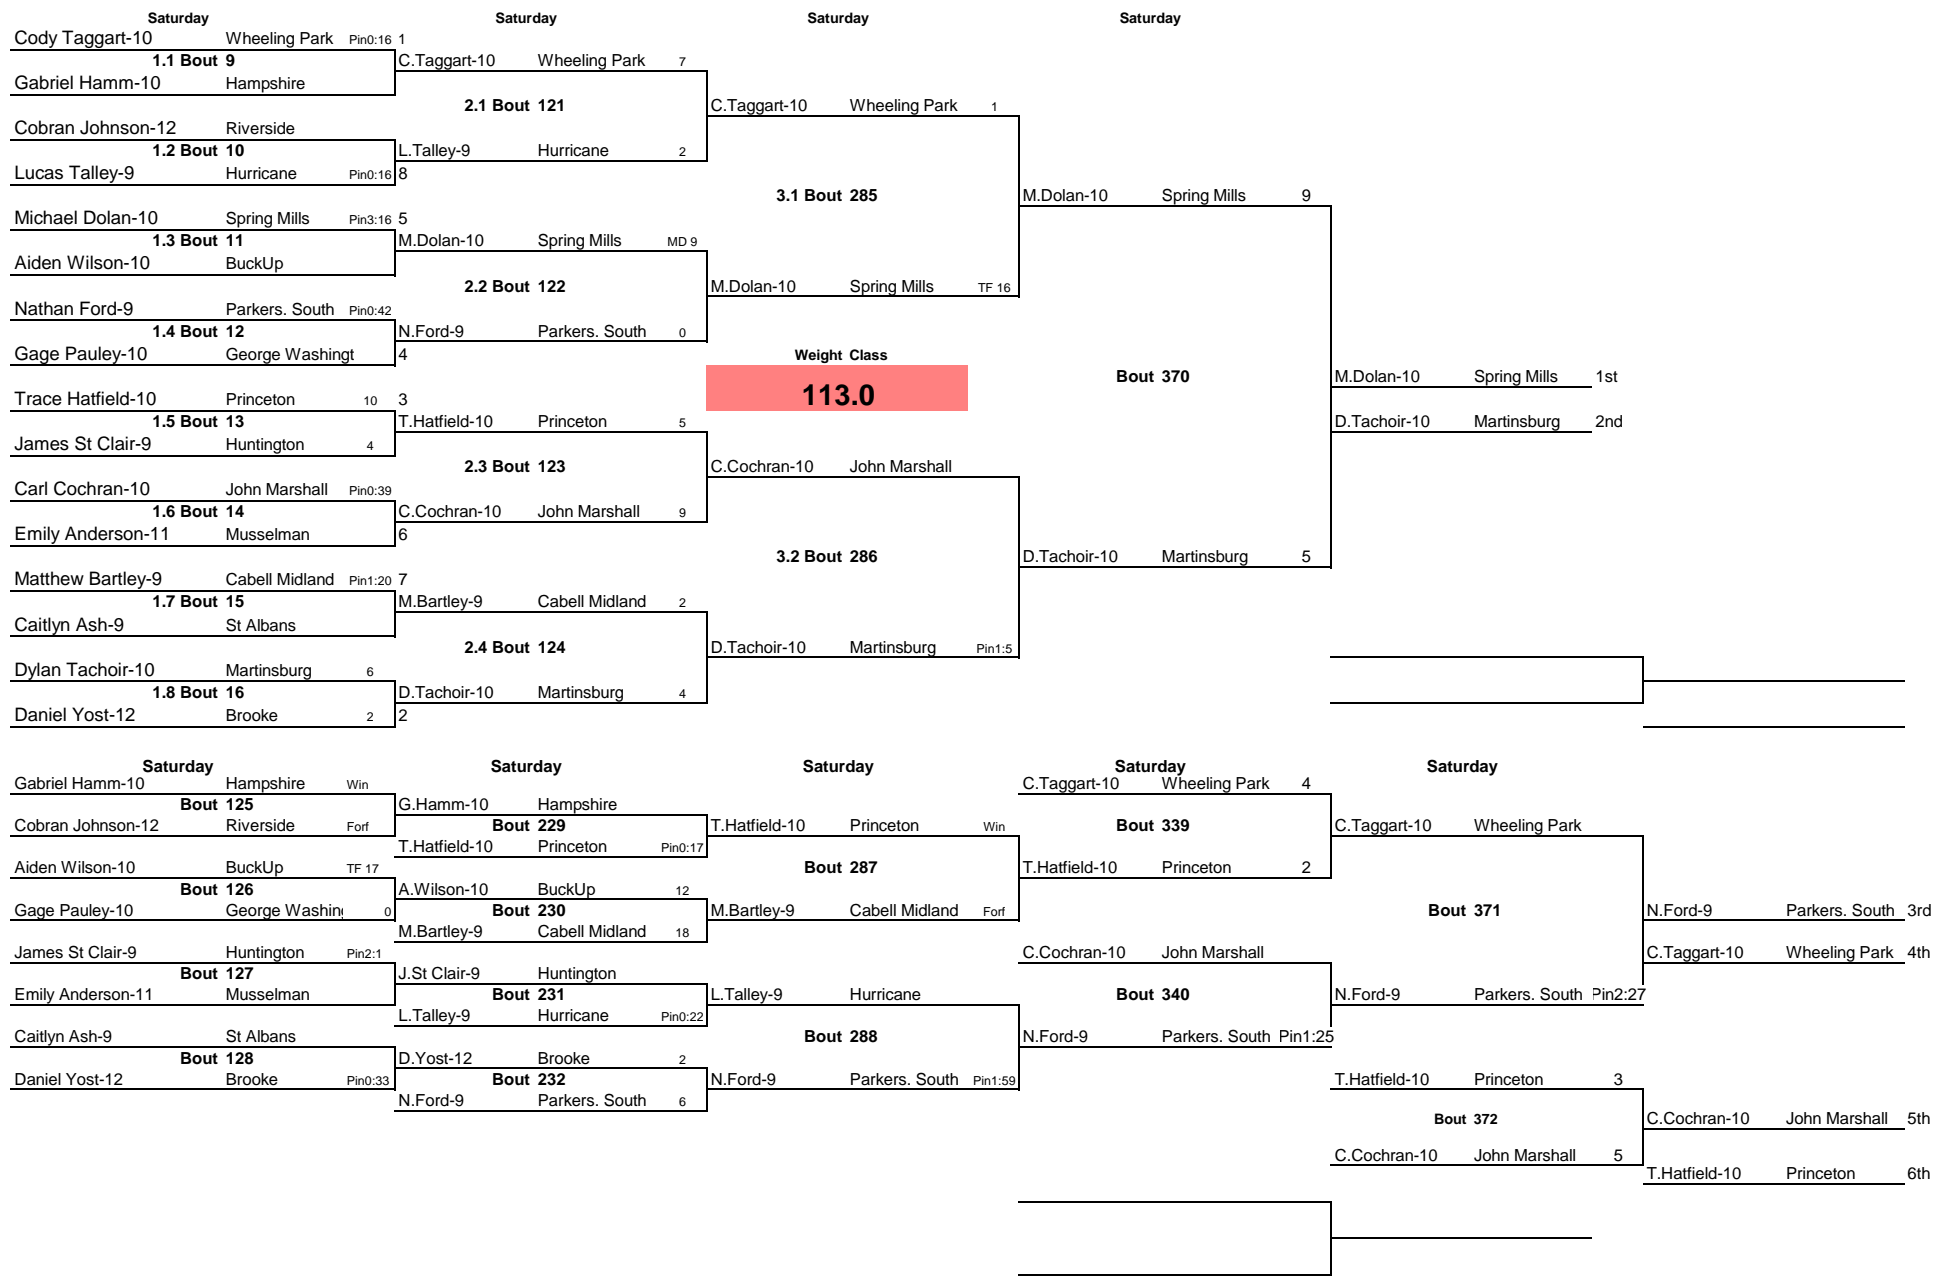 Saturday Saturday Saturday Saturday
Cody Taggart-10 Wheeling Park Pin0:16 1
1.1 Bout 9 C.Taggart-10 Wheeling Park 7
Gabriel Hamm-10 Hampshire
2.1 Bout 121 C.Taggart-10 Wheeling Park 1
Cobran Johnson-12 Riverside
1.2 Bout 10 L.Talley-9 Hurricane 2
Lucas Talley-9 Hurricane Pin0:16 8
3.1 Bout 285 M.Dolan-10 Spring Mills 9
Michael Dolan-10 Spring Mills Pin3:16 5
1.3 Bout 11 M.Dolan-10 Spring Mills MD 9
Aiden Wilson-10 BuckUp
2.2 Bout 122 M.Dolan-10 Spring Mills TF 16
Nathan Ford-9 Parkers. South Pin0:42
1.4 Bout 12 N.Ford-9 Parkers. South 0
Gage Pauley-10 George Washingt 4 Weight Class
Bout 370 M.Dolan-10 Spring Mills 1st
Trace Hatfield-10 Princeton 10 3 113.0
1.5 Bout 13 T.Hatfield-10 Princeton 5 D.Tachoir-10 Martinsburg 2nd
James St Clair-9 Huntington 4
2.3 Bout 123 C.Cochran-10 John Marshall
Carl Cochran-10 John Marshall Pin0:39
1.6 Bout 14 C.Cochran-10 John Marshall 9
Emily Anderson-11 Musselman 6
3.2 Bout 286 D.Tachoir-10 Martinsburg 5
Matthew Bartley-9 Cabell Midland Pin1:20 7
1.7 Bout 15 M.Bartley-9 Cabell Midland 2
Caitlyn Ash-9 St Albans
2.4 Bout 124 D.Tachoir-10 Martinsburg Pin1:5
Dylan Tachoir-10 Martinsburg 6
1.8 Bout 16 D.Tachoir-10 Martinsburg 4
Daniel Yost-12 Brooke 2 2
Saturday Saturday Saturday Saturday Saturday
Gabriel Hamm-10 Hampshire Win C.Taggart-10 Wheeling Park 4
Bout 125 G.Hamm-10 Hampshire
Cobran Johnson-12 Riverside Forf Bout 229 T.Hatfield-10 Princeton Win Bout 339 C.Taggart-10 Wheeling Park
T.Hatfield-10 Princeton Pin0:17
Aiden Wilson-10 BuckUp TF 17 Bout 287 T.Hatfield-10 Princeton 2
Bout 126 A.Wilson-10 BuckUp 12
Gage Pauley-10 George Washin 0 Bout 230 M.Bartley-9 Cabell Midland Forf Bout 371 N.Ford-9 Parkers. South 3rd
M.Bartley-9 Cabell Midland 18
James St Clair-9 Huntington Pin2:1 C.Cochran-10 John Marshall C.Taggart-10 Wheeling Park 4th
Bout 127 J.St Clair-9 Huntington
Emily Anderson-11 Musselman Bout 231 L.Talley-9 Hurricane Bout 340 N.Ford-9 Parkers. South Pin2:27
L.Talley-9 Hurricane Pin0:22
Caitlyn Ash-9 St Albans Bout 288 N.Ford-9 Parkers. South Pin1:25
Bout 128 D.Yost-12 Brooke 2
Daniel Yost-12 Brooke Pin0:33 Bout 232 N.Ford-9 Parkers. South Pin1:59 T.Hatfield-10 Princeton 3
N.Ford-9 Parkers. South 6
Bout 372 C.Cochran-10 John Marshall 5th
C.Cochran-10 John Marshall 5
T.Hatfield-10 Princeton 6th